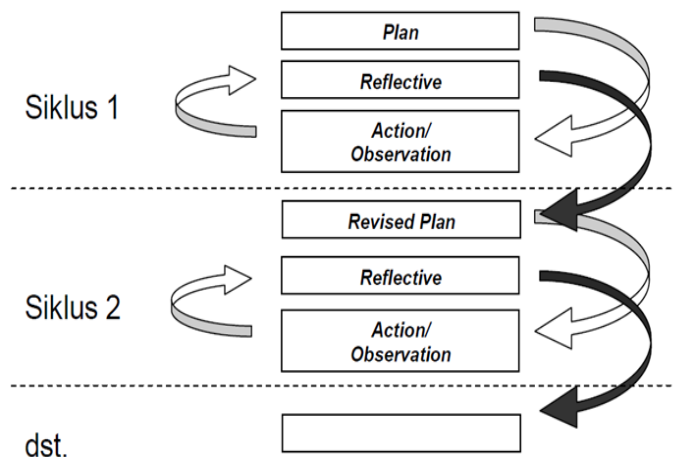 Plan
Reflective
Siklus 1
Action/
Observation
Revised Plan
Reflective
Siklus 2
Action/
Observation
dst.